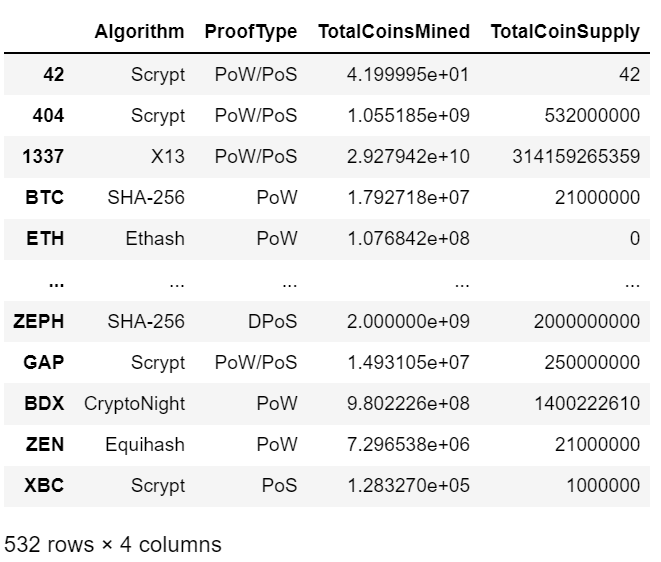 Algorithm ProofType TotalCoinsMined TotalCoinSupply
42 Scrypt PoW/PoS 4.199995e+01 42
404 Scrypt PoW/PoS 1.055185e+09 532000000
1337 X13 PoW/PoS 2.927942e+10 314159265359
BTC SHA-256 PoW 1.792718e+07 21000000
ETH Ethash PoW 1.076842e+08 0
... ... ... ... ...
ZEPH SHA-256 DPoS 2.000000e+09 2000000000
GAP Scrypt PoW/PoS 1.493105e+07 250000000
BDX CryptoNight PoW 9.802226e+08 1400222610
ZEN Equihash PoW 7.296538e+06 21000000
XBC Scrypt PoS 1.283270e+05 1000000
532 rows × 4 columns